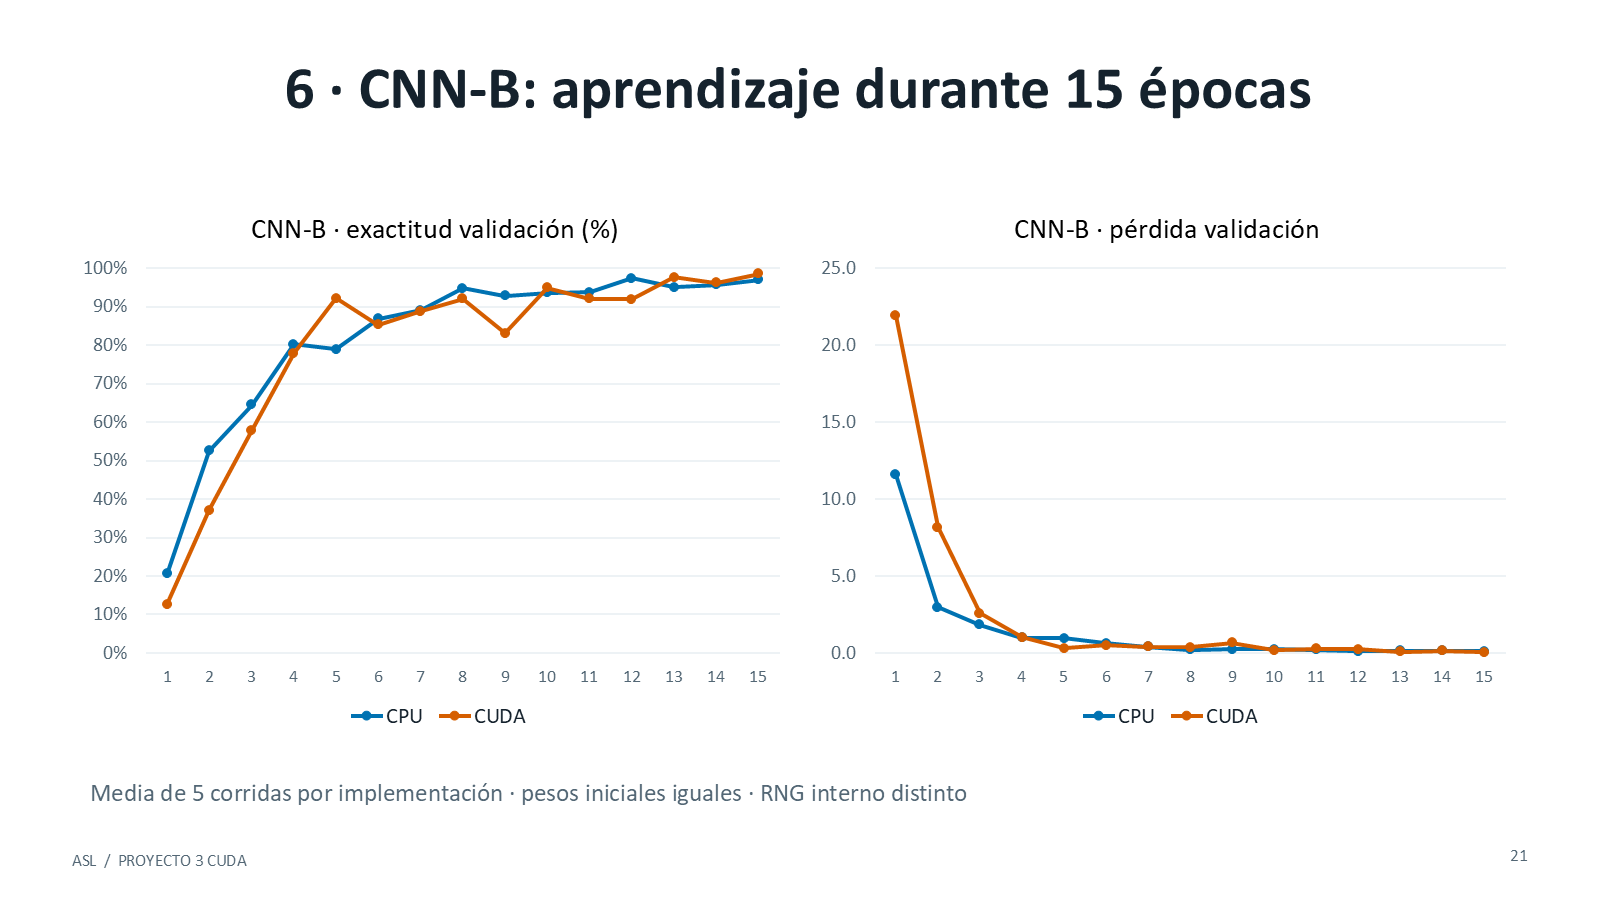 6 · CNN-B: aprendizaje durante 15 épocas
CNN-B · exactitud validación (%)
100%
90%
80%
70%
60%
50%
40%
30%
20%
10%
0%
1 2 3 4 5 6 7 8 9 10 11 12 13 14 15
CPU CUDA
CNN-B · pérdida validación
25.0
20.0
15.0
10.0
5.0
0.0
1 2 3 4 5 6 7 8 9 10 11 12 13 14 15
CPU CUDA
Media de 5 corridas por implementación · pesos iniciales iguales · RNG interno distinto
ASL / PROYECTO 3 CUDA
21